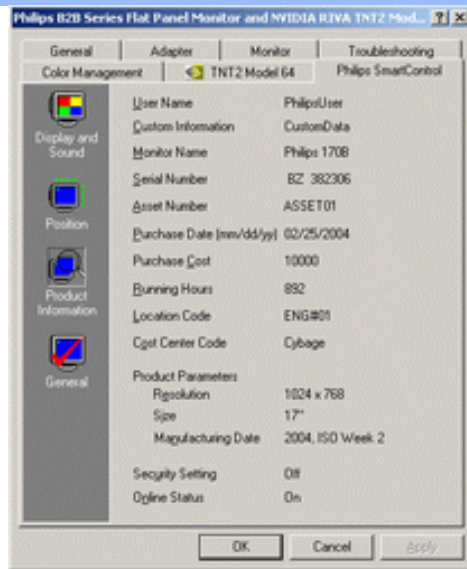 Philips B2B Series Flat Panel Monitor and NVIDIA RIVA TNT2 Mod... ? X
General Adapter Monitor Troubleshooting
Color Management TNT2 Model 64 Philips SmartControl
Display and Sound
Position
Product Information
General
User Name PhilipsUser
Custom Information CustomData
Monitor Name Philips 170B
Serial Number BZ 382306
Asset Number ASSET01
Purchase Date (mm/dd/yy) 02/25/2004
Purchase Cost 10000
Running Hours 892
Location Code ENG#01
Cost Center Code Cybage
Product Parameters
Resolution 1024 x 768
Size 17"
Manufacturing Date 2004, ISO Week 2
Security Setting Off
Online Status On
OK Cancel Apply